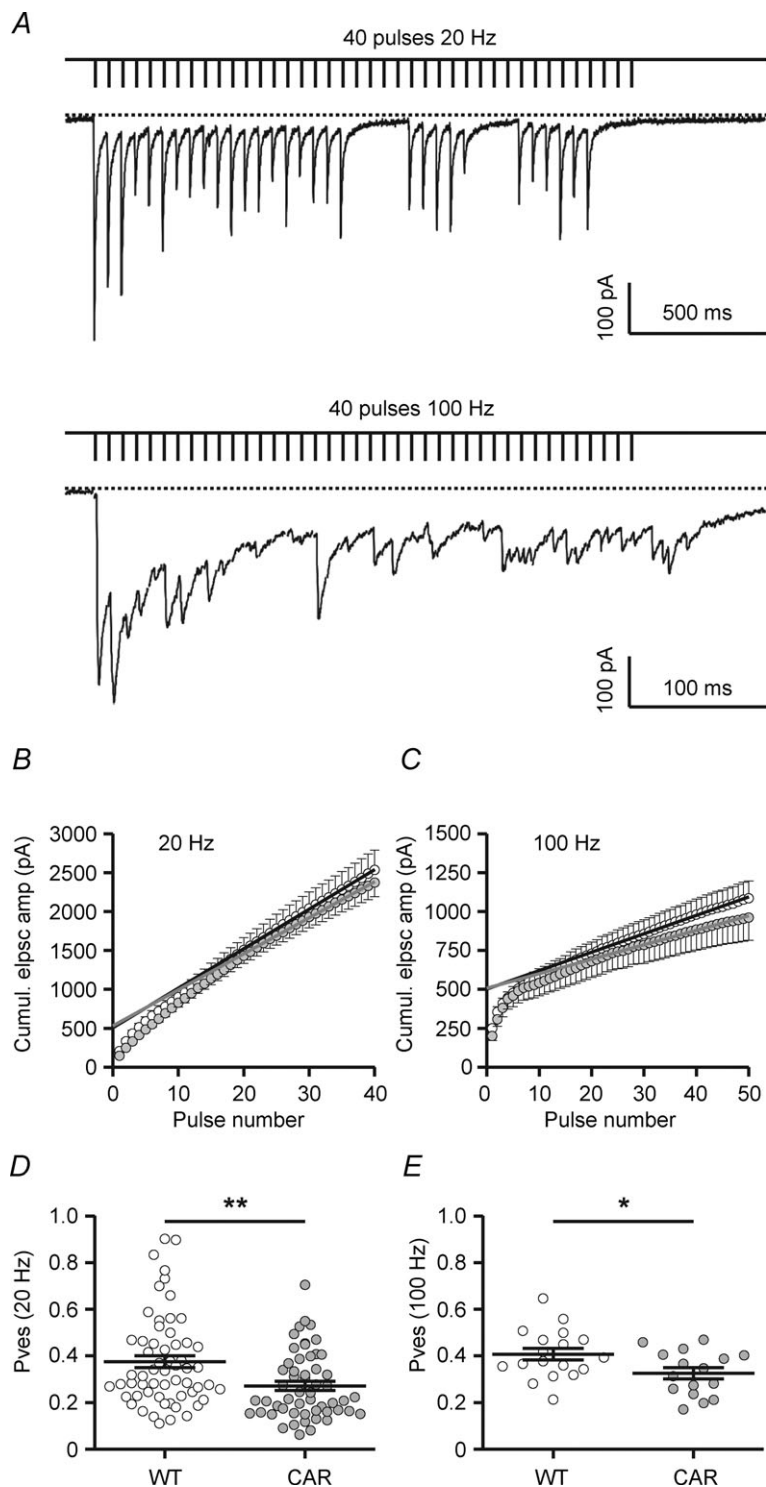 A
40 pulses 20 Hz
100 pA
500 ms
40 pulses 100 Hz
100 pA
100 ms
B
C
3000
2500
2000
1500
1000
500
0
Cumul. eIpsc amp (pA)
20 Hz
0 10 20 30 40
Pulse number
1500
1250
1000
750
500
250
0
Cumul. eIpsc amp (pA)
100 Hz
0 10 20 30 40 50
Pulse number
D
E
**
1.0
0.8
0.6
0.4
0.2
0
Pves (20 Hz)
WT CAR
*
1.0
0.8
0.6
0.4
0.2
0
Pves (100 Hz)
WT CAR